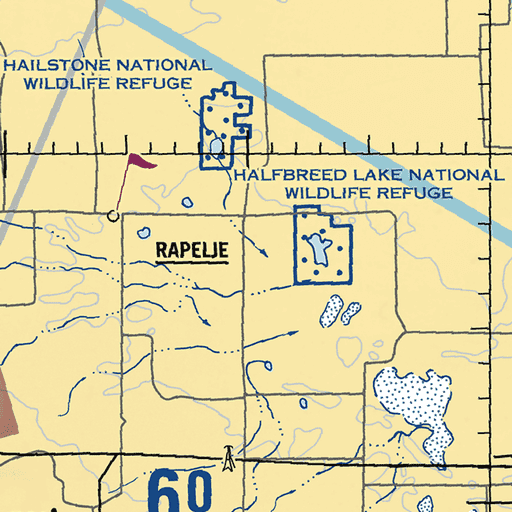 HAILSTONE NATIONAL
WILDLIFE REFUGE
HALFBREED LAKE NATIONAL
WILDLIFE REFUGE
RAPELJE
60